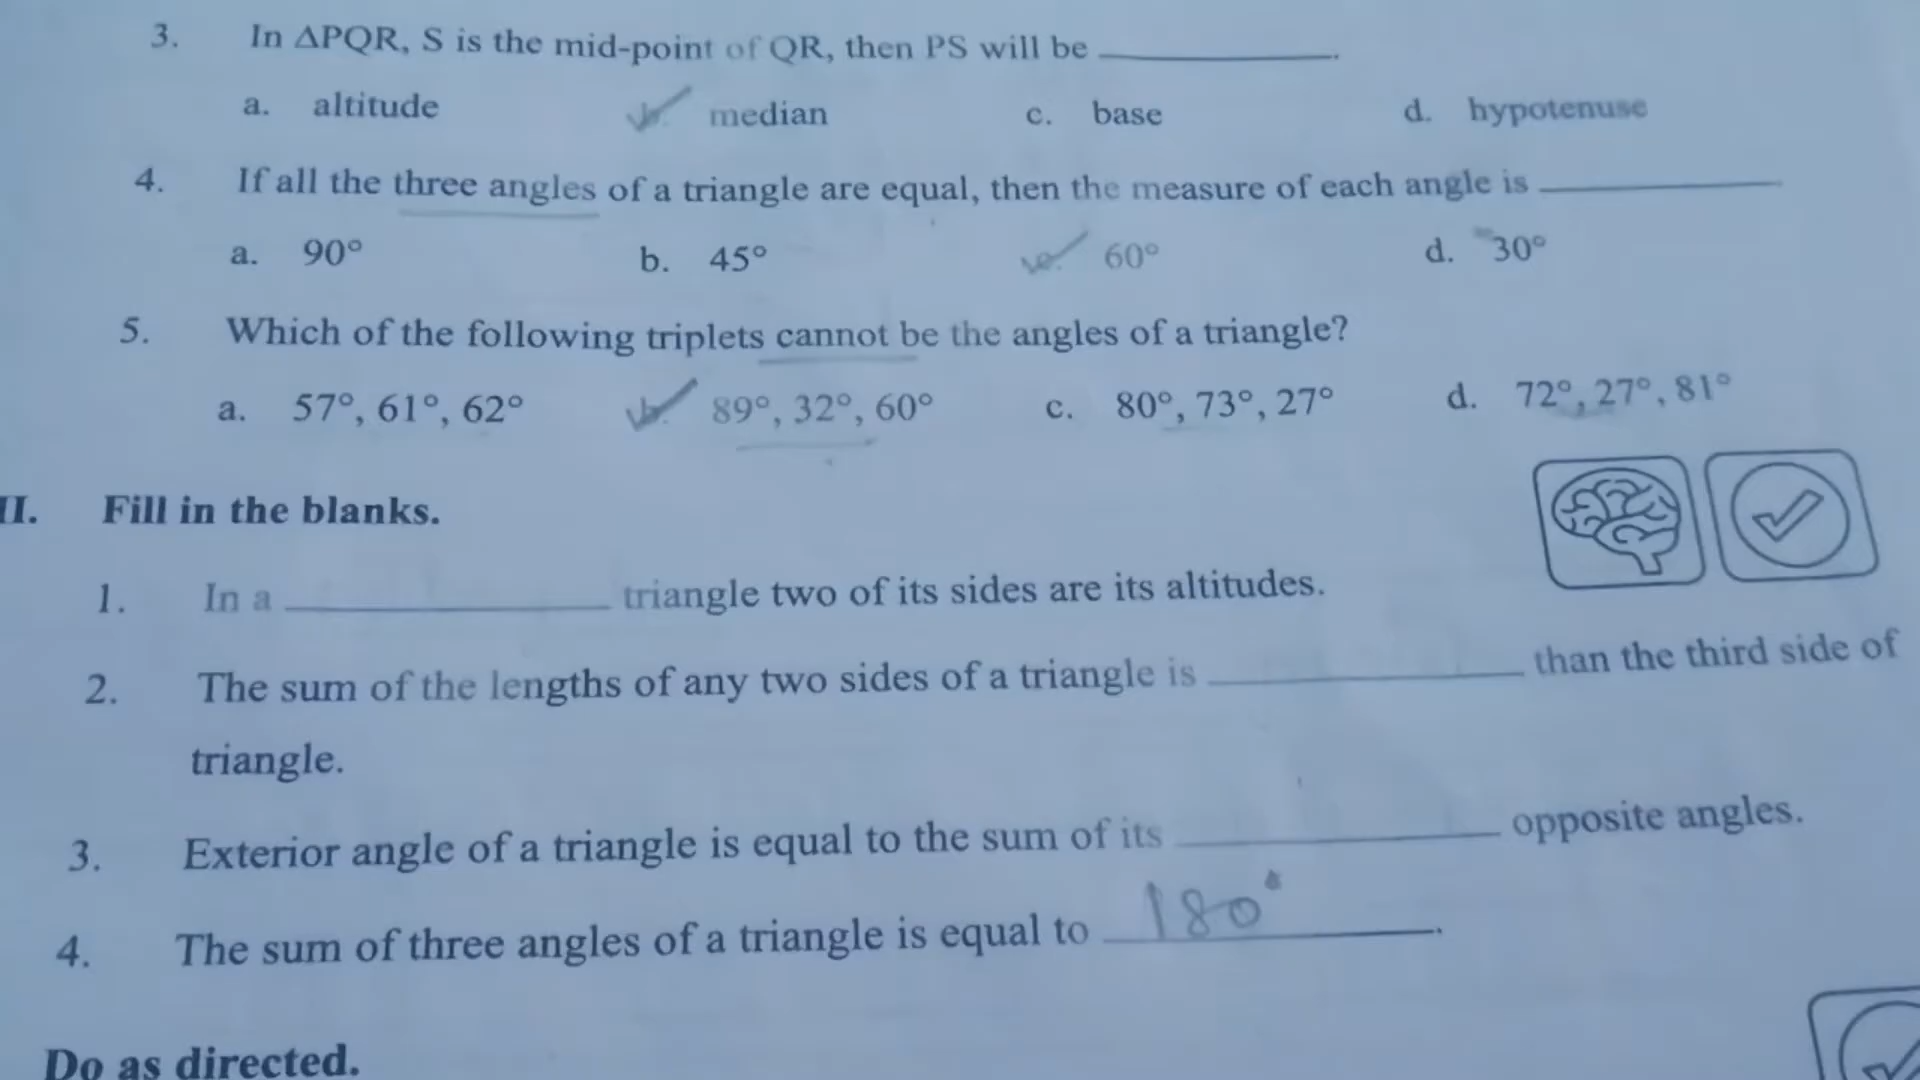 3. In ΔPQR, S is the mid-point of QR, then PS will be ____________.
a. altitude b. median c. base d. hypotenuse
4. If all the three angles of a triangle are equal, then the measure of each angle is ____________
a. 90° b. 45° c. 60° d. 30°
5. Which of the following triplets cannot be the angles of a triangle?
a. 57°, 61°, 62° b. 89°, 32°, 60° c. 80°, 73°, 27° d. 72°, 27°, 81°
II. Fill in the blanks.
1. In a ____________ triangle two of its sides are its altitudes.
2. The sum of the lengths of any two sides of a triangle is ____________ than the third side of
triangle.
3. Exterior angle of a triangle is equal to the sum of its ____________ opposite angles.
4. The sum of three angles of a triangle is equal to 180°.
Do as directed.